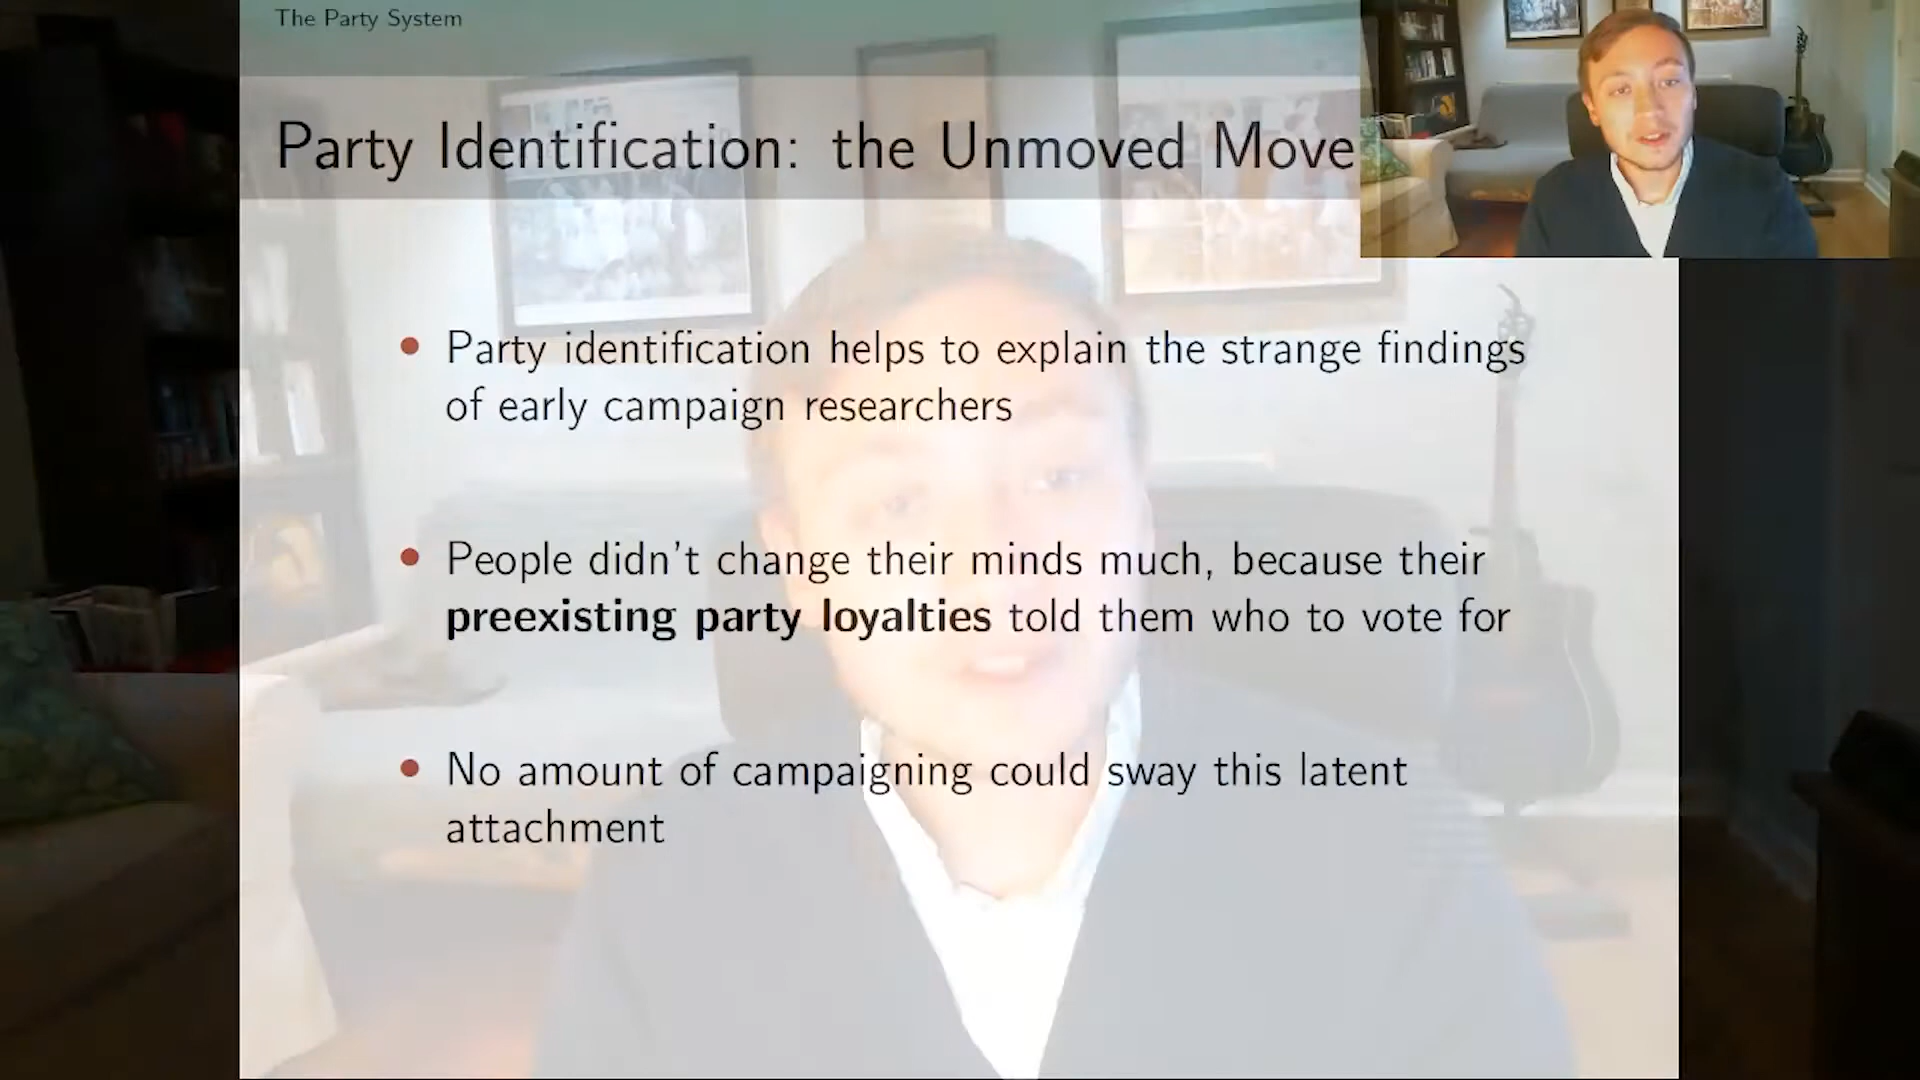 The Party System
Party Identification: the Unmoved Move
Party identification helps to explain the strange findings
of early campaign researchers
People didn't change their minds much, because their
preexisting party loyalties told them who to vote for
No amount of campaigning could sway this latent
attachment